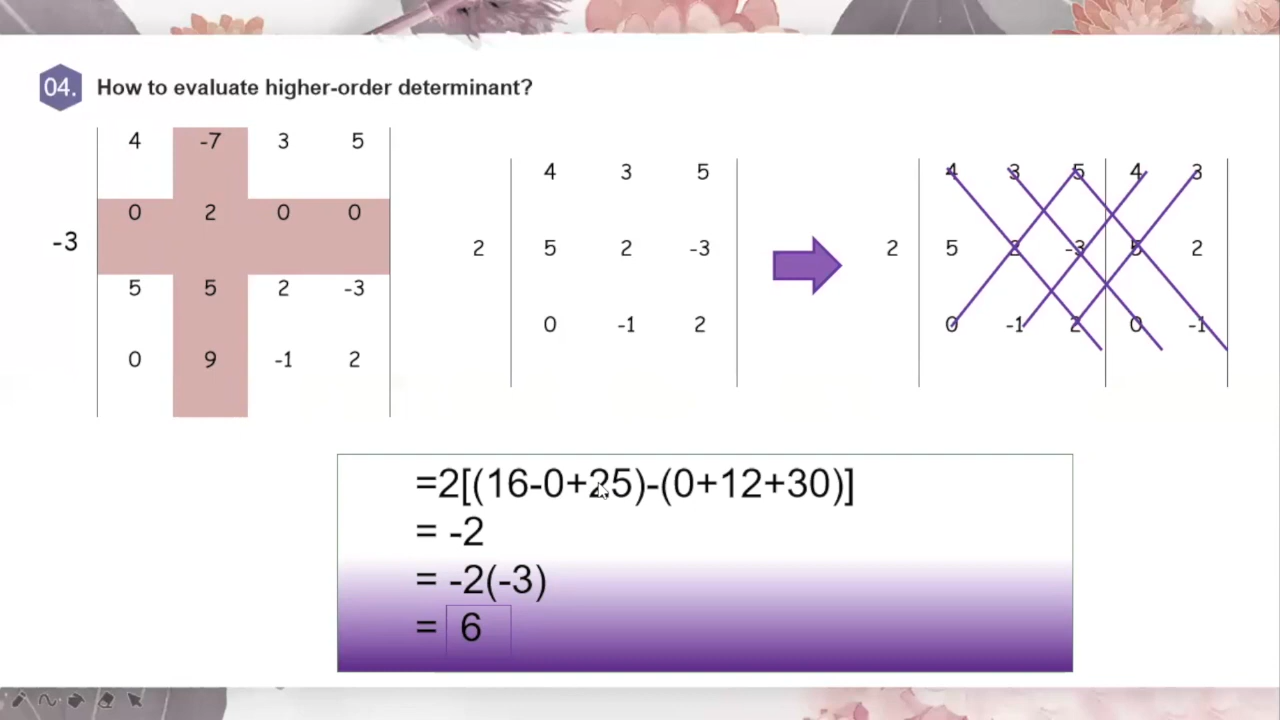 04. How to evaluate higher-order determinant?
4 -7 3 5
0 2 0 0
-3
5 5 2 -3
0 9 -1 2
4 3 5
2 5 2 -3
0 -1 2
4 3 5 4 3
2 5 2 -3 5 2
0 -1 2 0 -1
=2[(16-0+25)-(0+12+30)]
= -2
= -2(-3)
= 6